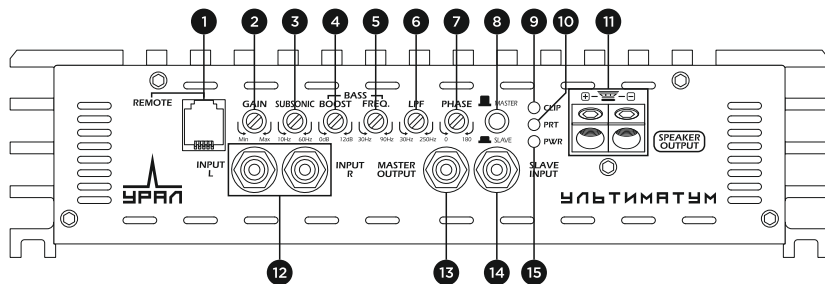 1 2 3 4 5 6 7 8 9 10 11
BASS
REMOTE GAIN SUBSONIC BOOST FREQ. LPF PHASE MASTER CLIP + −
PRT
Min Max 10Hz 60Hz 0dB 12dB 30Hz 90Hz 30Hz 250Hz 0 180 SLAVE PWR SPEAKER OUTPUT
INPUT L INPUT R MASTER OUTPUT SLAVE INPUT
УРАЛ УЛЬТИМАТУМ
12 13 14 15